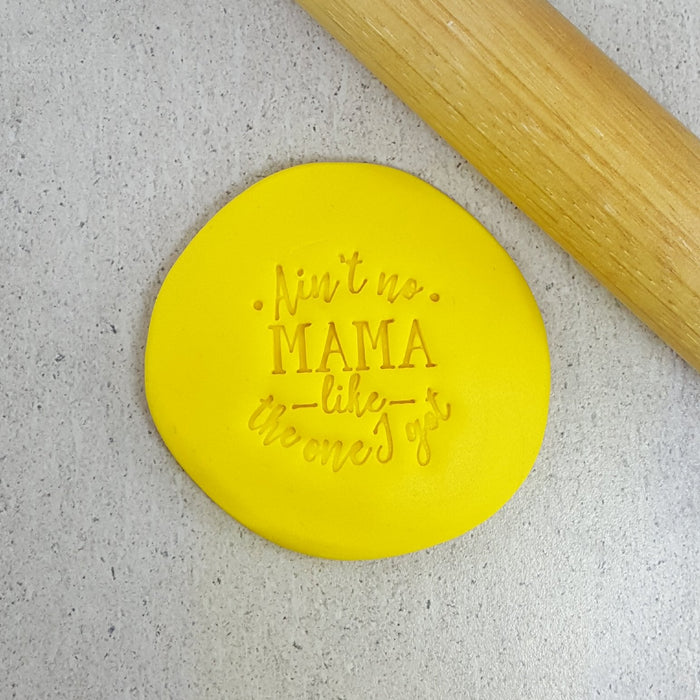 Ain't no
MAMA
like
the one I got